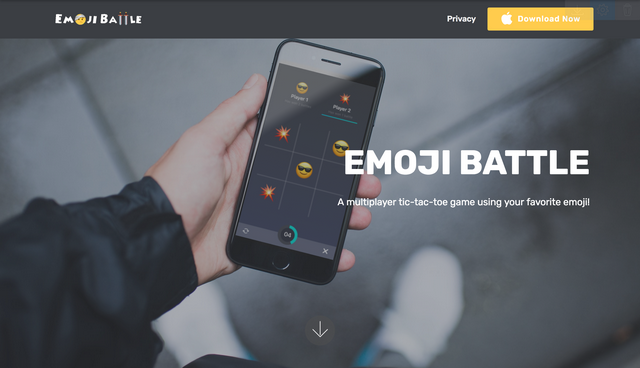 EMOJI BATTLE
Privacy
Download Now
Player 1
Player 2
EMOJI BATTLE
A multiplayer tic-tac-toe game using your favorite emoji!
04